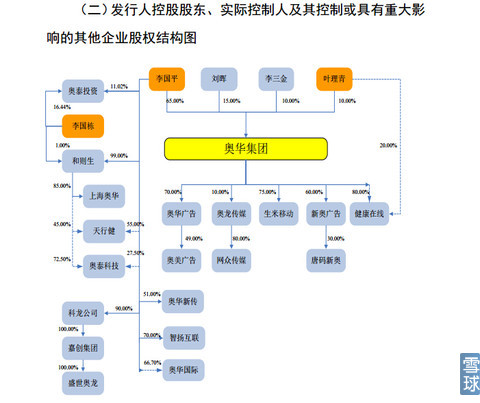 （二）发行人控股股东、实际控制人及其控制或具有重大影
响的其他企业股权结构图
李国平
刘晖
李三金
叶理青
奥泰投资
11.02%
65.00%
15.00%
10.00%
10.00%
16.44%
李国栋
1.00%
奥华集团
20.00%
和则生
99.00%
85.00%
上海奥华
70.00%
10.00%
75.00%
60.00%
80.00%
奥华广告
奥龙传媒
生米移动
新奥广告
健康在线
45.00%
天行健
55.00%
49.00%
80.00%
30.00%
72.50%
奥泰科技
27.50%
奥美广告
网众传媒
唐码新奥
51.00%
奥华新传
科龙公司
90.00%
100.00%
70.00%
智扬互联
嘉创集团
100.00%
66.70%
奥华国际
盛世奥龙
雪球